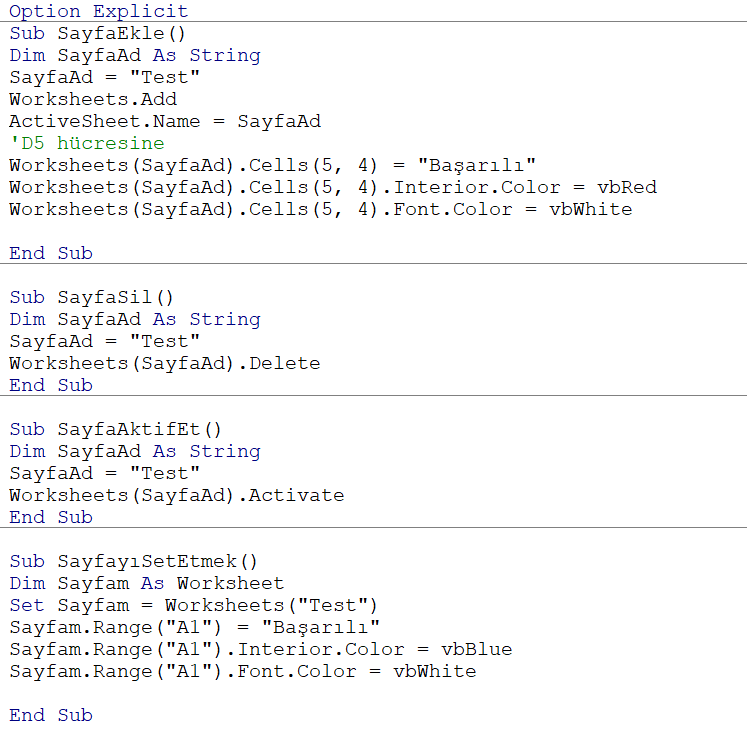 Option Explicit
Sub SayfaEkle()
Dim SayfaAd As String
SayfaAd = "Test"
Worksheets.Add
ActiveSheet.Name = SayfaAd
'D5 hücresine
Worksheets(SayfaAd).Cells(5, 4) = "Başarılı"
Worksheets(SayfaAd).Cells(5, 4).Interior.Color = vbRed
Worksheets(SayfaAd).Cells(5, 4).Font.Color = vbWhite
End Sub
Sub SayfaSil()
Dim SayfaAd As String
SayfaAd = "Test"
Worksheets(SayfaAd).Delete
End Sub
Sub SayfaAktifEt()
Dim SayfaAd As String
SayfaAd = "Test"
Worksheets(SayfaAd).Activate
End Sub
Sub SayfayıSetEtmek()
Dim Sayfam As Worksheet
Set Sayfam = Worksheets("Test")
Sayfam.Range("A1") = "Başarılı"
Sayfam.Range("A1").Interior.Color = vbBlue
Sayfam.Range("A1").Font.Color = vbWhite
End Sub